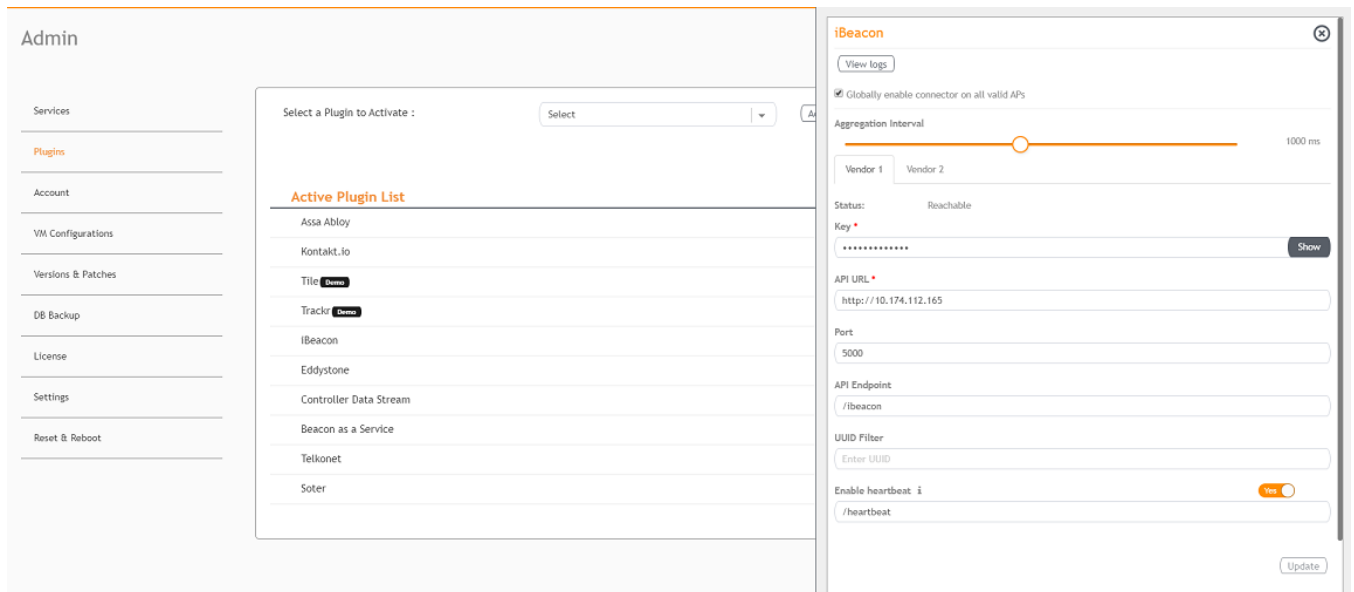 Admin
Services
Plugins
Account
VM Configurations
Versions & Patches
DB Backup
License
Settings
Reset & Reboot
Select a Plugin to Activate :
Select
Active Plugin List
Assa Abloy
Kontakt.io
Tile Demo
Trackr Demo
iBeacon
Eddystone
Controller Data Stream
Beacon as a Service
Telkonet
Soter
iBeacon
View logs
Globally enable connector on all valid APs
Aggregation Interval
1000 ms
Vendor 1 Vendor 2
Status: Reachable
Key *
••••••••••••• Show
API URL *
http://10.174.112.165
Port
5000
API Endpoint
/ibeacon
UUID Filter
Enter UUID
Enable heartbeat i Yes
/heartbeat
Update